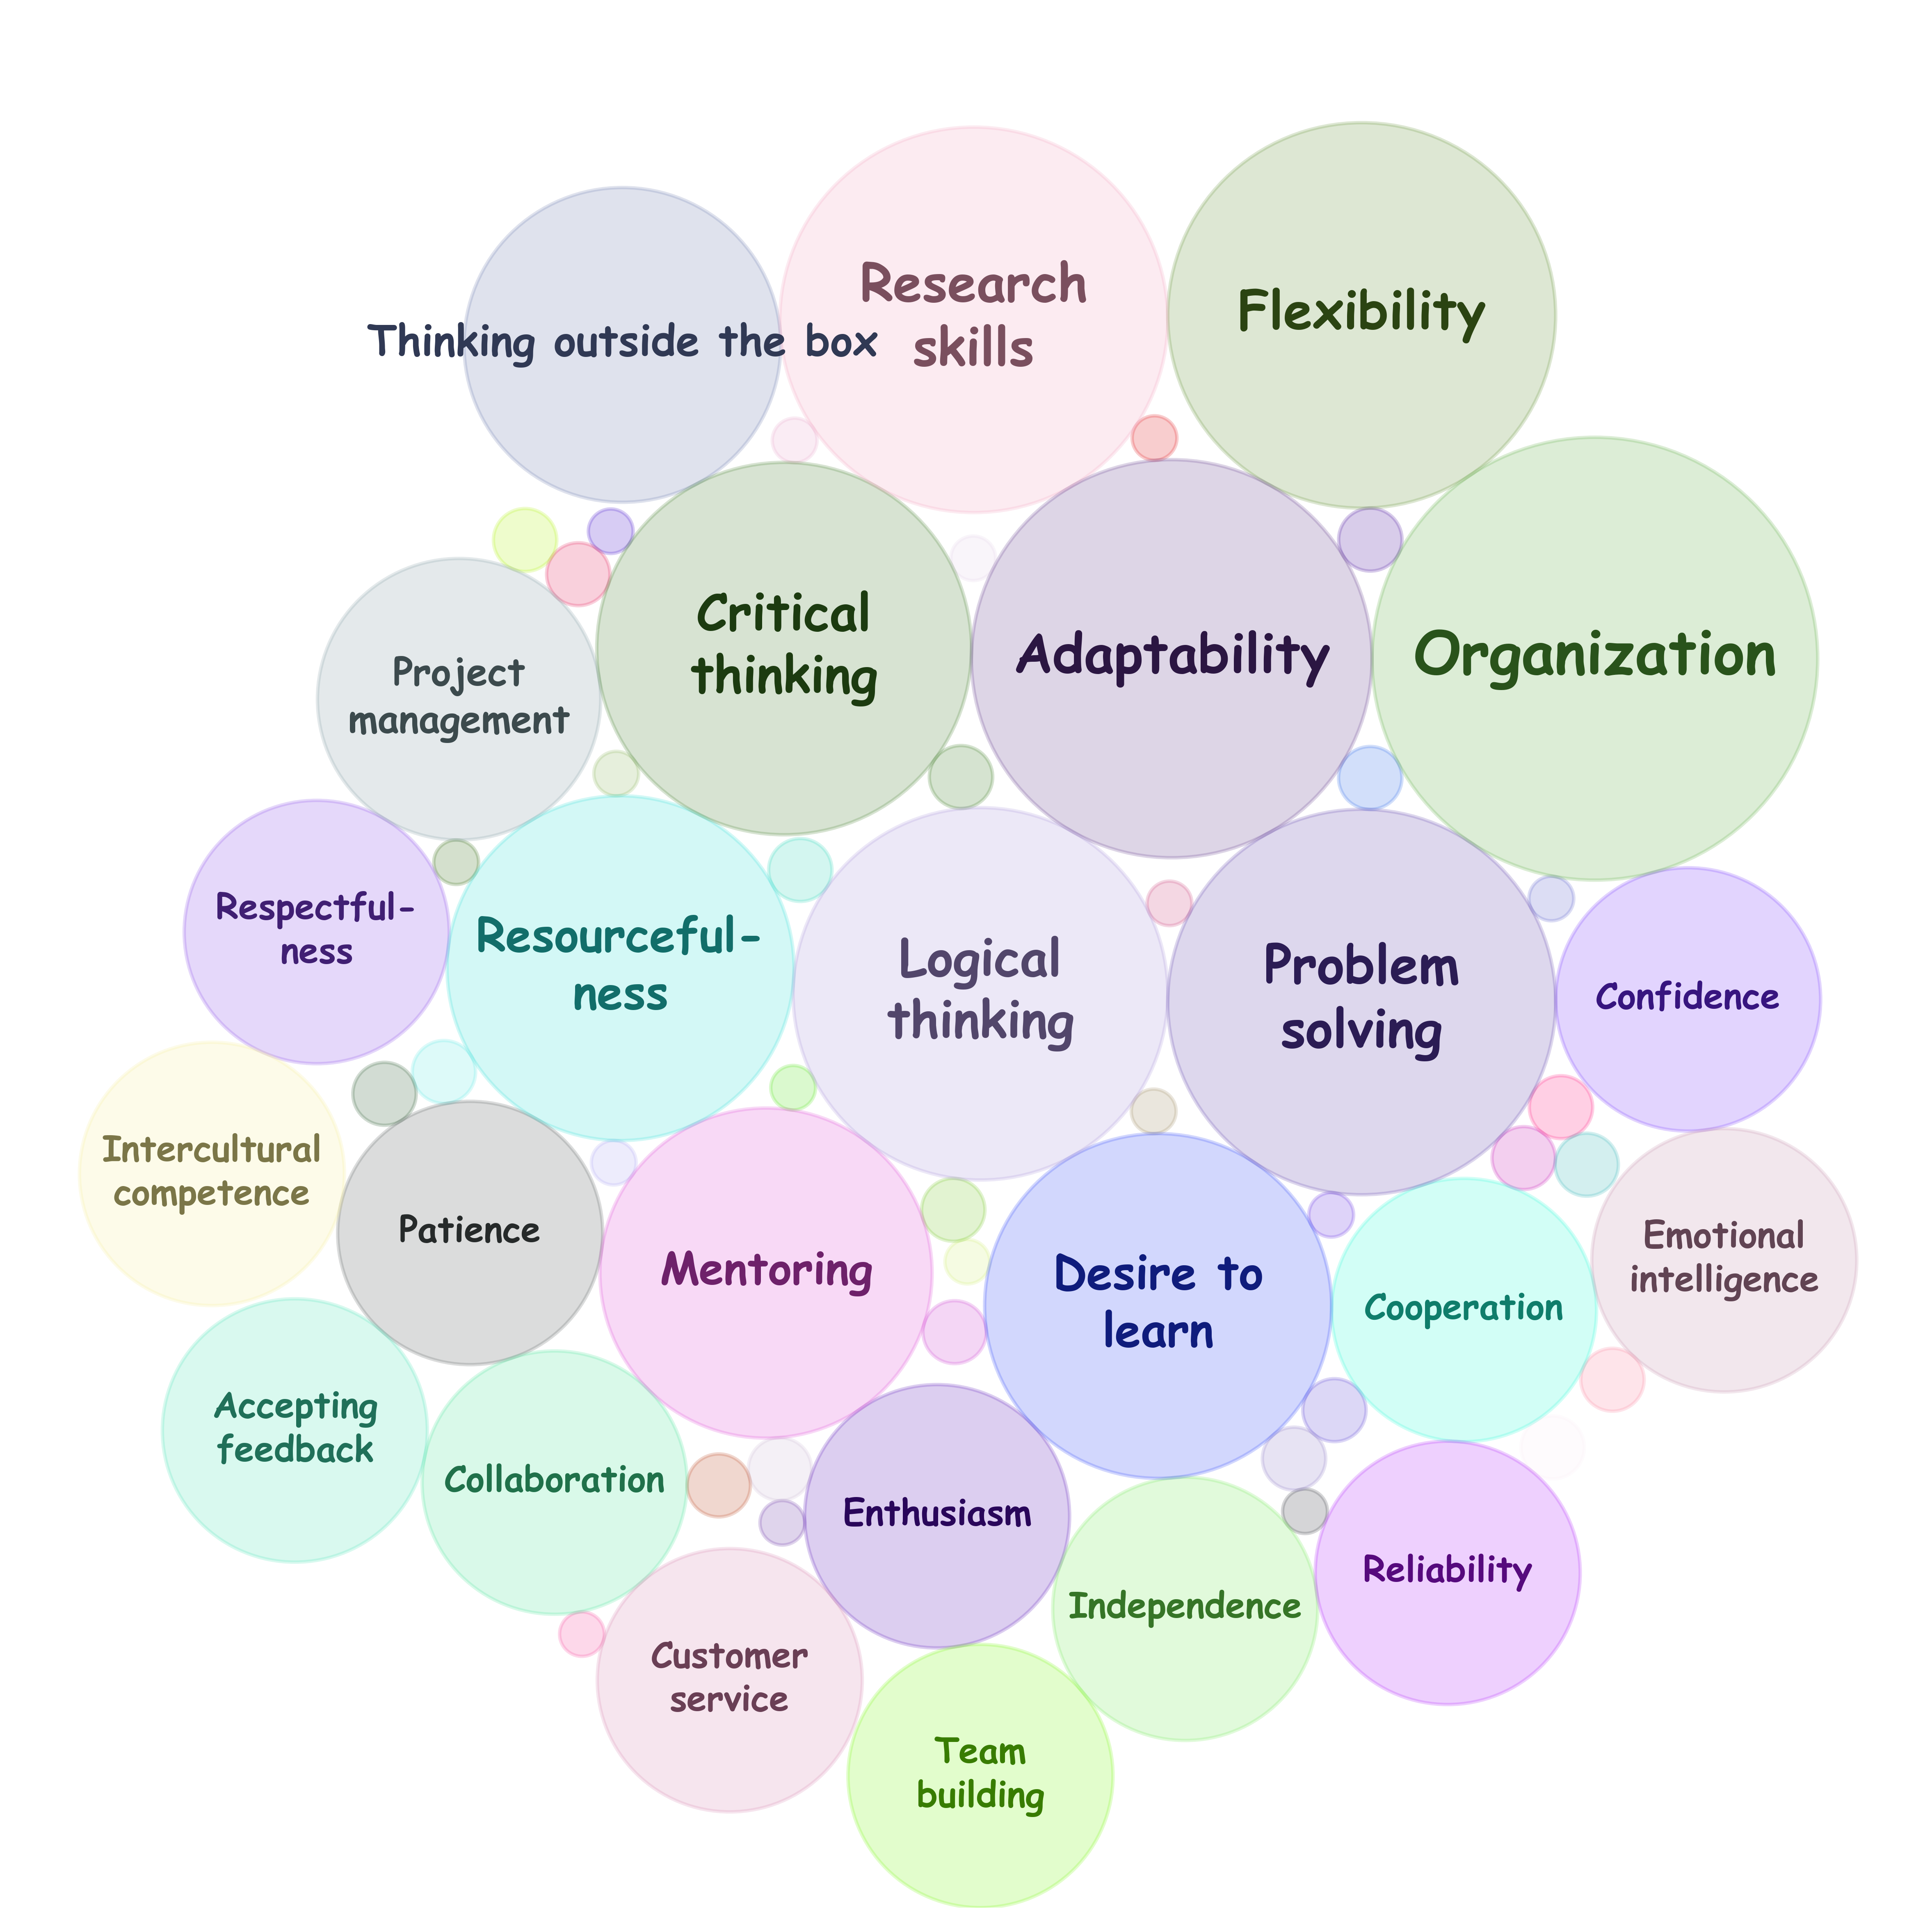 Research
skills
Flexibility
Thinking outside the box
Critical
thinking
Adaptability
Organization
Project
management
Respectful-
ness
Resourceful-
ness
Logical
thinking
Problem
solving
Confidence
Intercultural
competence
Patience
Mentoring
Desire to
learn
Cooperation
Emotional
intelligence
Accepting
feedback
Collaboration
Enthusiasm
Independence
Reliability
Customer
service
Team
building